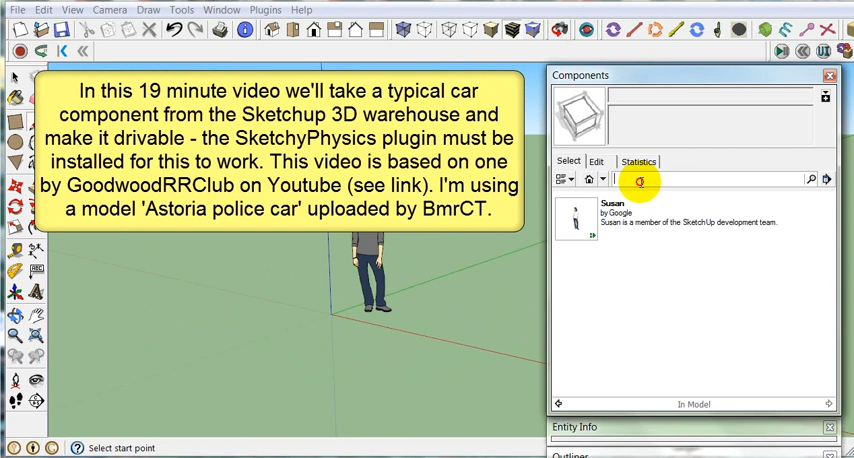 File Edit View Camera Draw Tools Window Plugins Help
In this 19 minute video we'll take a typical car
component from the Sketchup 3D warehouse and
make it drivable - the SketchyPhysics plugin must be
installed for this to work. This video is based on one
by GoodwoodRRClub on Youtube (see link). I'm using
a model 'Astoria police car' uploaded by BmrCT.
Components
Select Edit Statistics
Susan
by Google
Susan is a member of the SketchUp development team.
In Model
Entity Info
Outliner
Select start point
ABC
UI